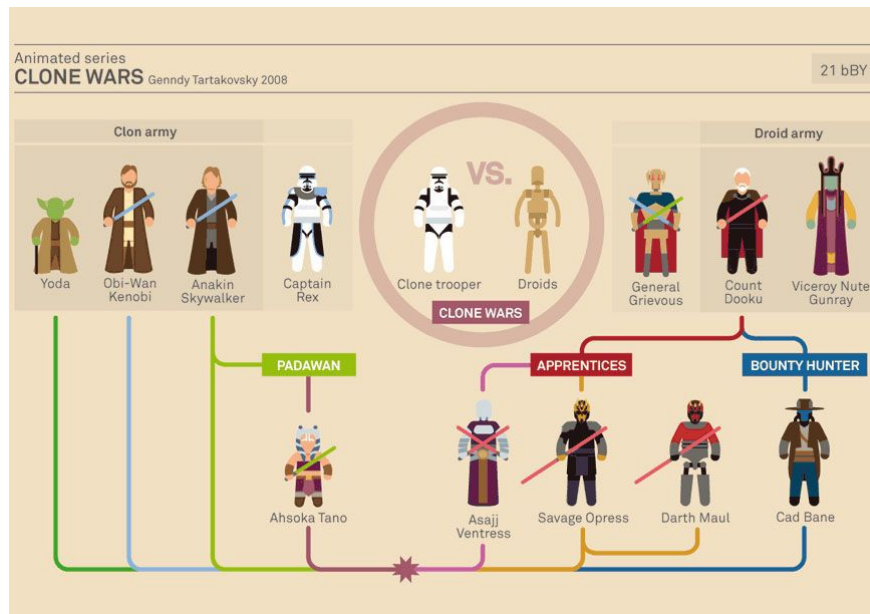 Animated series
CLONE WARS Genndy Tartakovsky 2008
21 bBY
Clon army
Droid army
VS.
Yoda
Obi-Wan
Kenobi
Anakin
Skywalker
Captain
Rex
Clone trooper
Droids
CLONE WARS
General
Grievous
Count
Dooku
Viceroy Nute
Gunray
PADAWAN
APPRENTICES
BOUNTY HUNTER
Ahsoka Tano
Asajj
Ventress
Savage Opress
Darth Maul
Cad Bane